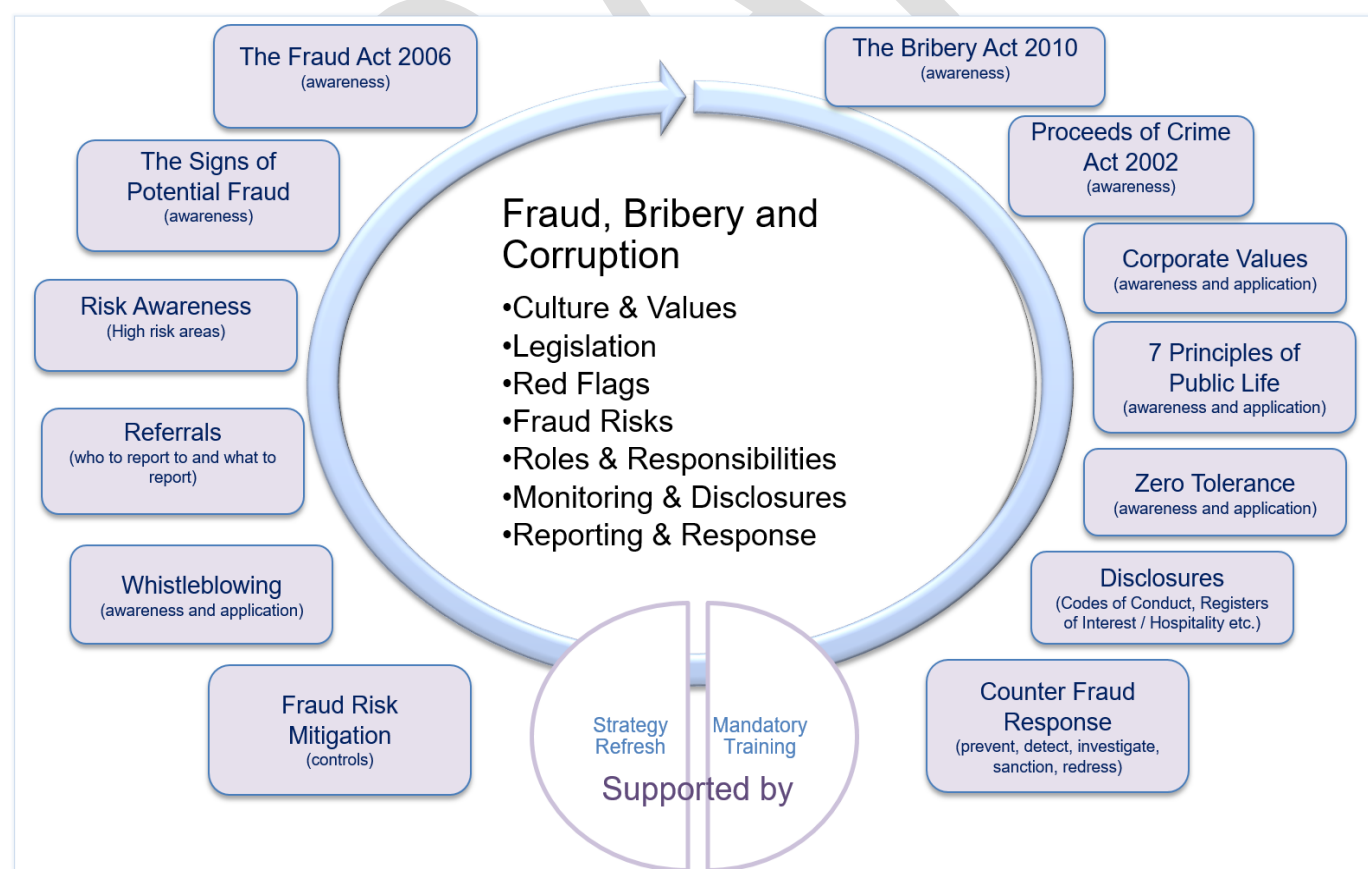 The Fraud Act 2006
(awareness)
The Bribery Act 2010
(awareness)
The Signs of
Potential Fraud
(awareness)
Proceeds of Crime
Act 2002
(awareness)
Risk Awareness
(High risk areas)
Corporate Values
(awareness and application)
Referrals
(who to report to and what to
report)
7 Principles of
Public Life
(awareness and application)
Whistleblowing
(awareness and application)
Zero Tolerance
(awareness and application)
Fraud Risk
Mitigation
(controls)
Disclosures
(Codes of Conduct, Registers
of Interest / Hospitality etc.)
Counter Fraud
Response
(prevent, detect, investigate,
sanction, redress)
Fraud, Bribery and
Corruption
•Culture & Values
•Legislation
•Red Flags
•Fraud Risks
•Roles & Responsibilities
•Monitoring & Disclosures
•Reporting & Response
Strategy
Refresh
Mandatory
Training
Supported by